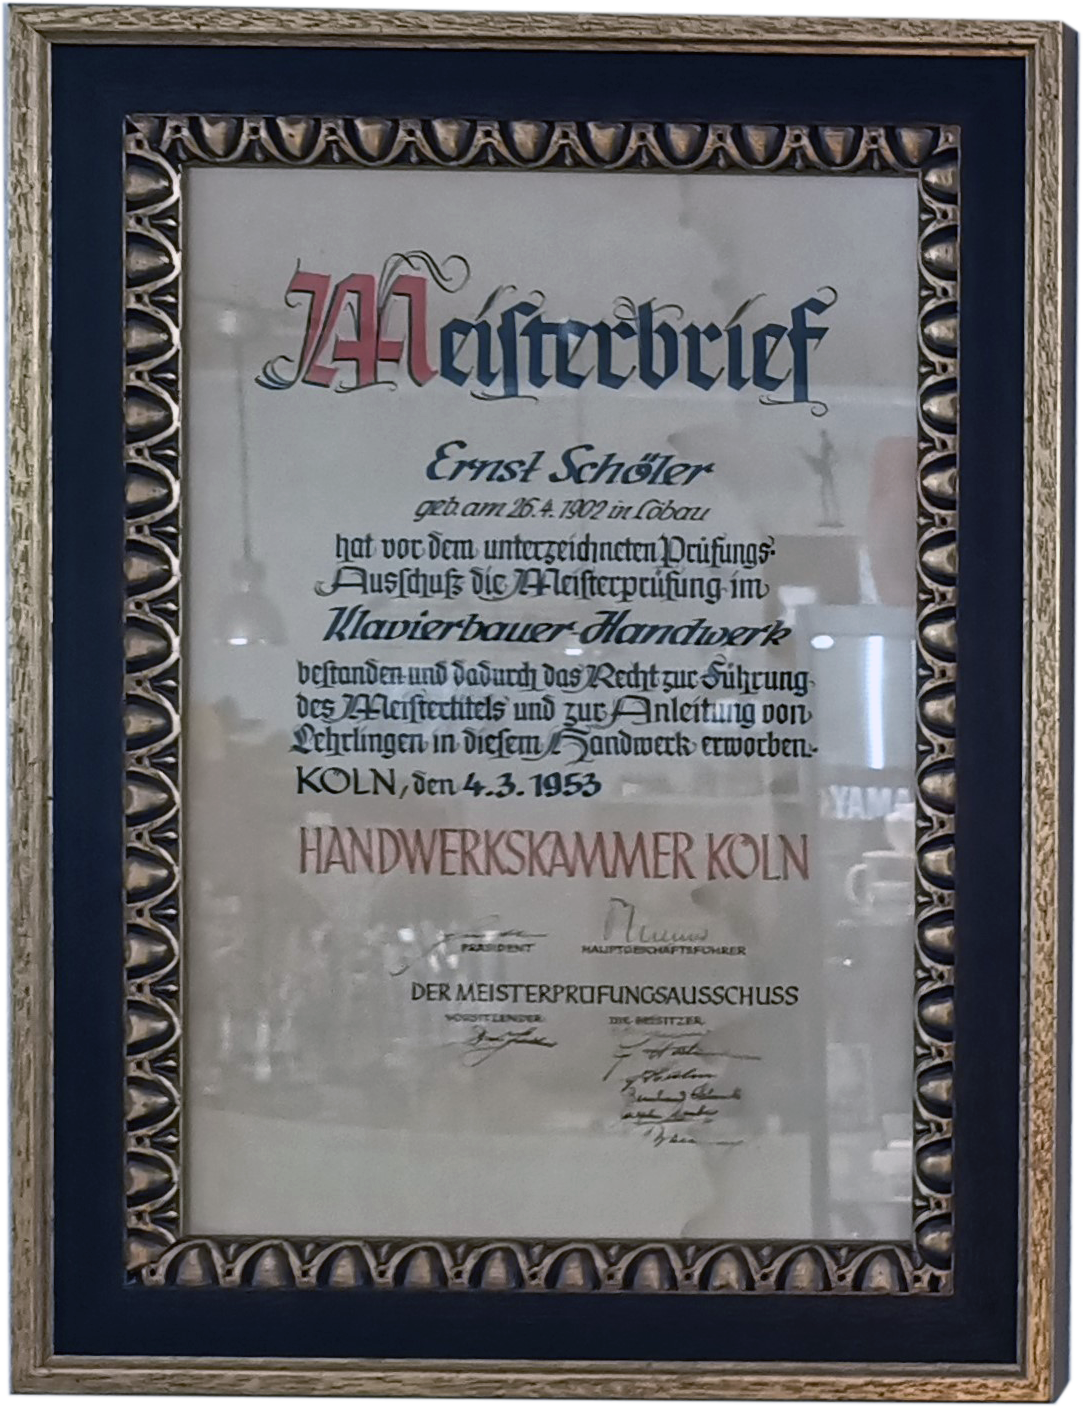 Meisterbrief
Ernst Schöler
geb. am 26.4.1902 in Löbau
hat vor dem unterzeichneten Prüfungs-
Ausschuß die Meisterprüfung im
Klavierbauer-Handwerk
bestanden und dadurch das Recht zur Führung
des Meistertitels und zur Anleitung von
Lehrlingen in diesem Handwerk erworben.
KÖLN, den 4.3.1953
HANDWERKSKAMMER KÖLN
PRÄSIDENT HAUPTGESCHÄFTSFÜHRER
DER MEISTERPRÜFUNGSAUSSCHUSS
VORSITZENDER: DIE BEISITZER:
YAMA